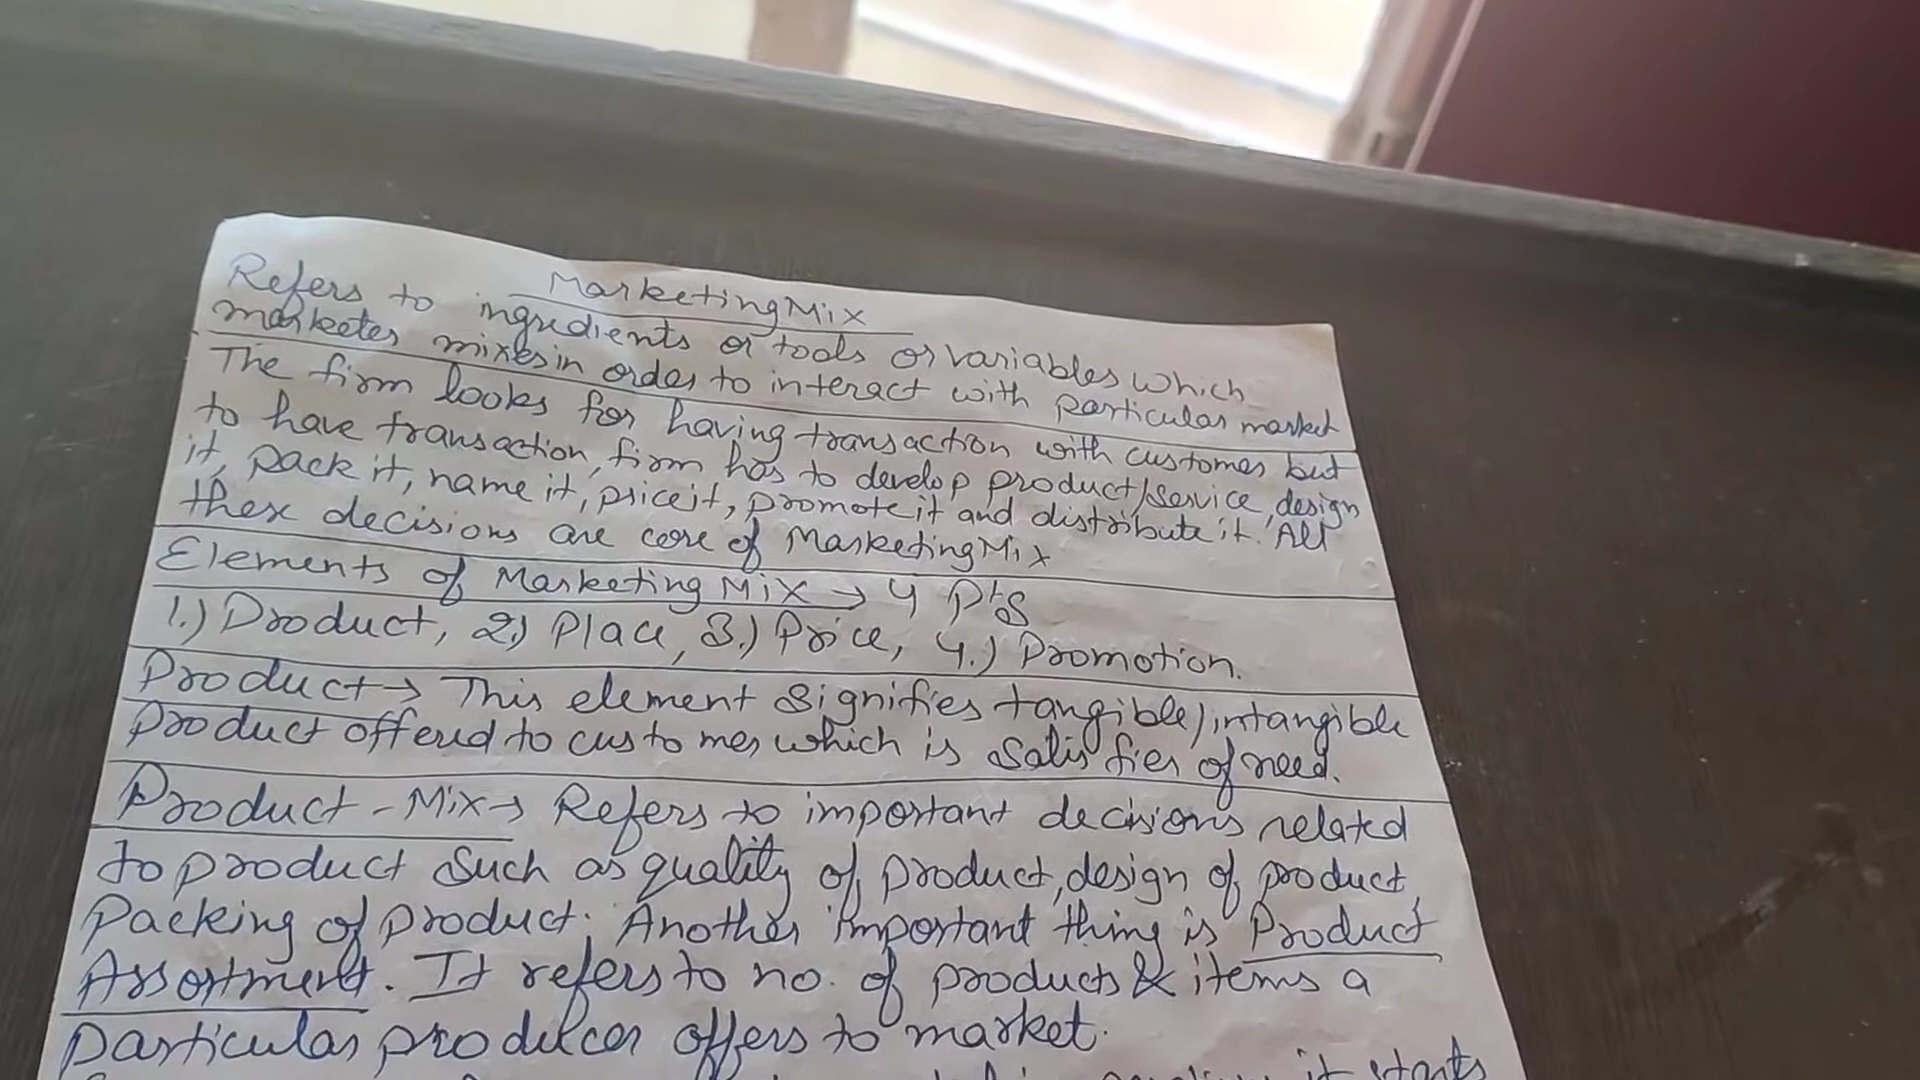 Marketing Mix
Refers to ingredients or tools or variables which
marketer mixes in order to interact with particular market
The firm looks for having transaction with customer but
to have transaction, firm has to develop product/service, design
it, pack it, name it, price it, promote it and distribute it. All
these decisions are core of Marketing Mix
Elements of Marketing Mix → 4 P's
1.) Product, 2.) Place, 3.) Price, 4.) Promotion.
Product → This element signifies tangible/intangible
product offered to customer which is satisfier of need.
Product - Mix → Refers to important decisions related
to product such as quality of product, design of product,
Packing of product. Another important thing is Product
Assortment. It refers to no. of products & items a
particular producer offers to market.
it starts